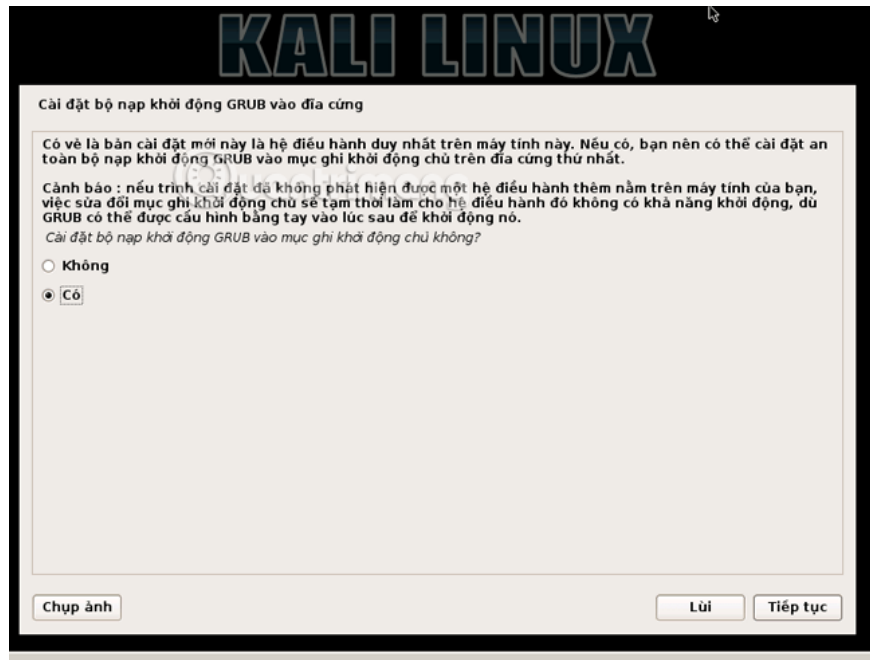 KALI LINUX
Cài đặt bộ nạp khởi động GRUB vào đĩa cứng
Có vẻ là bản cài đặt mới này là hệ điều hành duy nhất trên máy tính này. Nếu có, bạn nên có thể cài đặt an
toàn bộ nạp khởi động GRUB vào mục ghi khởi động chủ trên đĩa cứng thứ nhất.
Cảnh báo : nếu trình cài đặt đã không phát hiện được một hệ điều hành thêm nằm trên máy tính của bạn,
việc sửa đổi mục ghi khởi động chủ sẽ tạm thời làm cho hệ điều hành đó không có khả năng khởi động, dù
GRUB có thể được cấu hình bằng tay vào lúc sau để khởi động nó.
Cài đặt bộ nạp khởi động GRUB vào mục ghi khởi động chủ không?
Không
Có
Chụp ảnh
Lùi
Tiếp tục